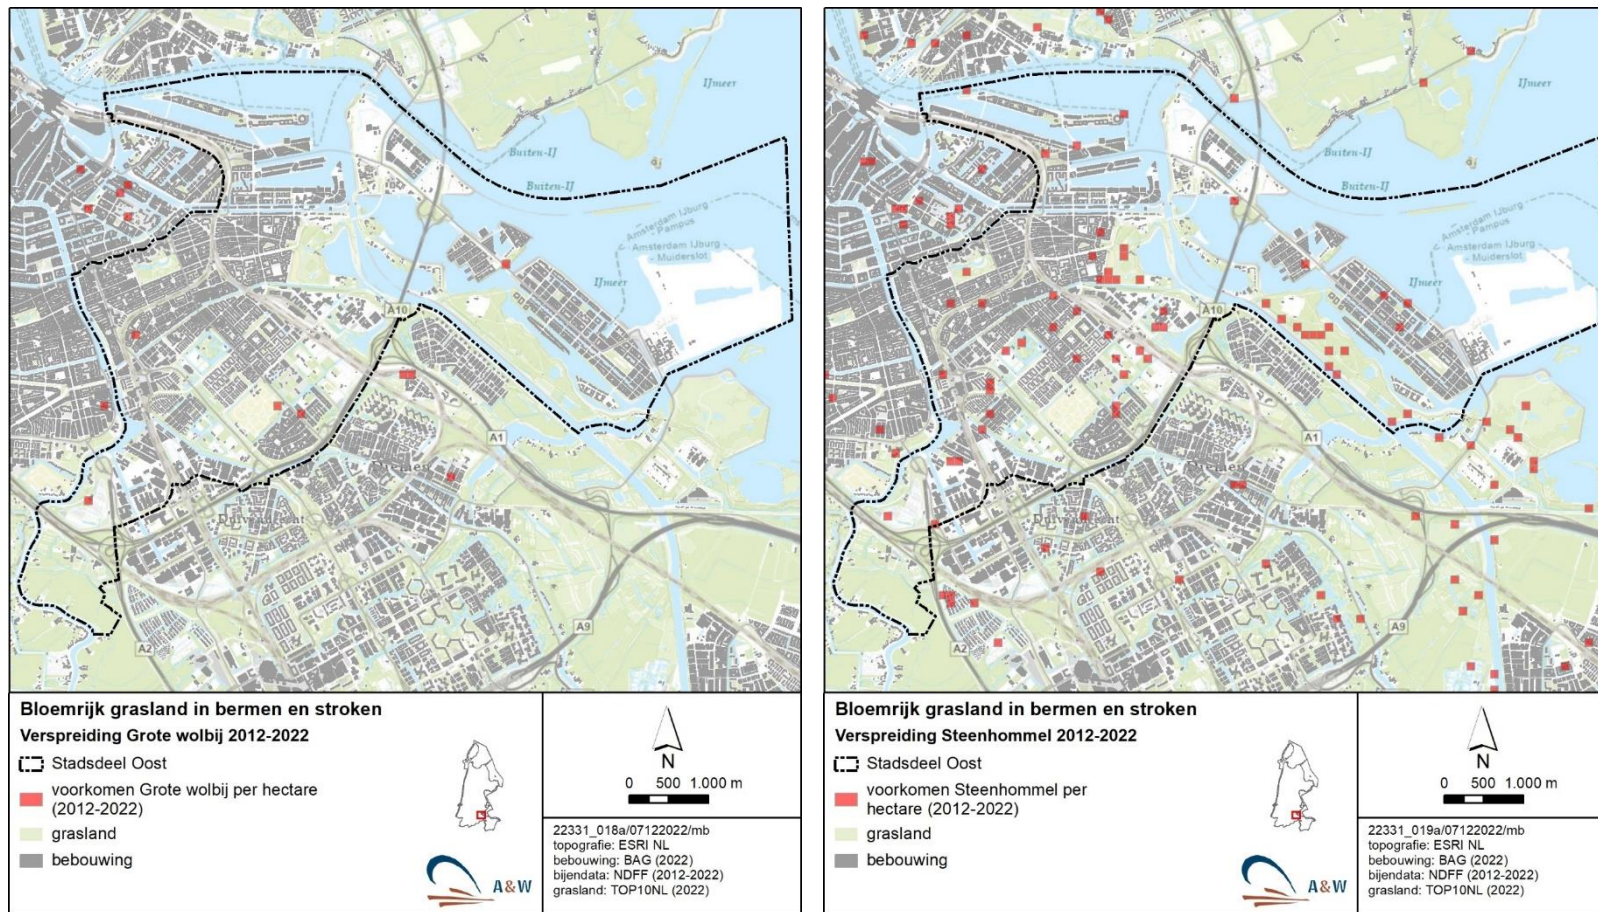 IJmeer
Buiten-IJ
Buiten-IJ
Amsterdam IJburg
- Pampus
Amsterdam IJburg
- Muiderslot
IJmeer
A10
A1
Diemen
Duivendrecht
A9
A2
Bloemrijk grasland in bermen en stroken
Verspreiding Grote wolbij 2012-2022
Stadsdeel Oost
voorkomen Grote wolbij per hectare
(2012-2022)
grasland
bebouwing
A&W
N
0 500 1.000 m
22331_018a/07122022/mb
topografie: ESRI NL
bebouwing: BAG (2022)
bijendata: NDFF (2012-2022)
grasland: TOP10NL (2022)
IJmeer
Buiten-IJ
Buiten-IJ
Amsterdam IJburg
- Pampus
Amsterdam IJburg
- Muiderslot
IJmeer
A10
A1
Diemen
Duivendrecht
A9
A2
Bloemrijk grasland in bermen en stroken
Verspreiding Steenhommel 2012-2022
Stadsdeel Oost
voorkomen Steenhommel per
hectare (2012-2022)
grasland
bebouwing
A&W
N
0 500 1.000 m
22331_019a/07122022/mb
topografie: ESRI NL
bebouwing: BAG (2022)
bijendata: NDFF (2012-2022)
grasland: TOP10NL (2022)